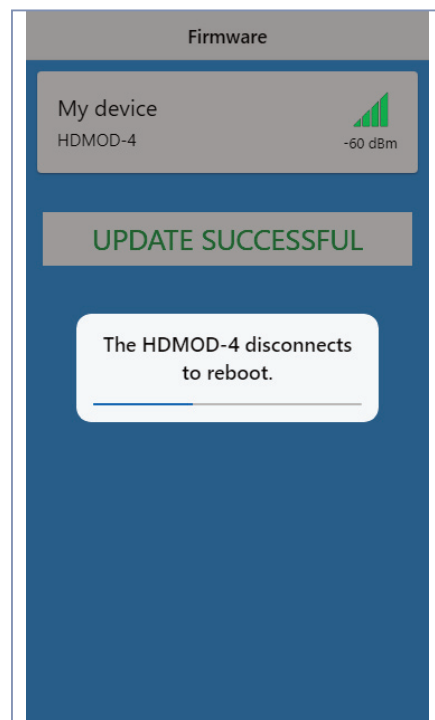 Firmware
My device
HDMOD-4
-60 dBm
UPDATE SUCCESSFUL
The HDMOD-4 disconnects
to reboot.